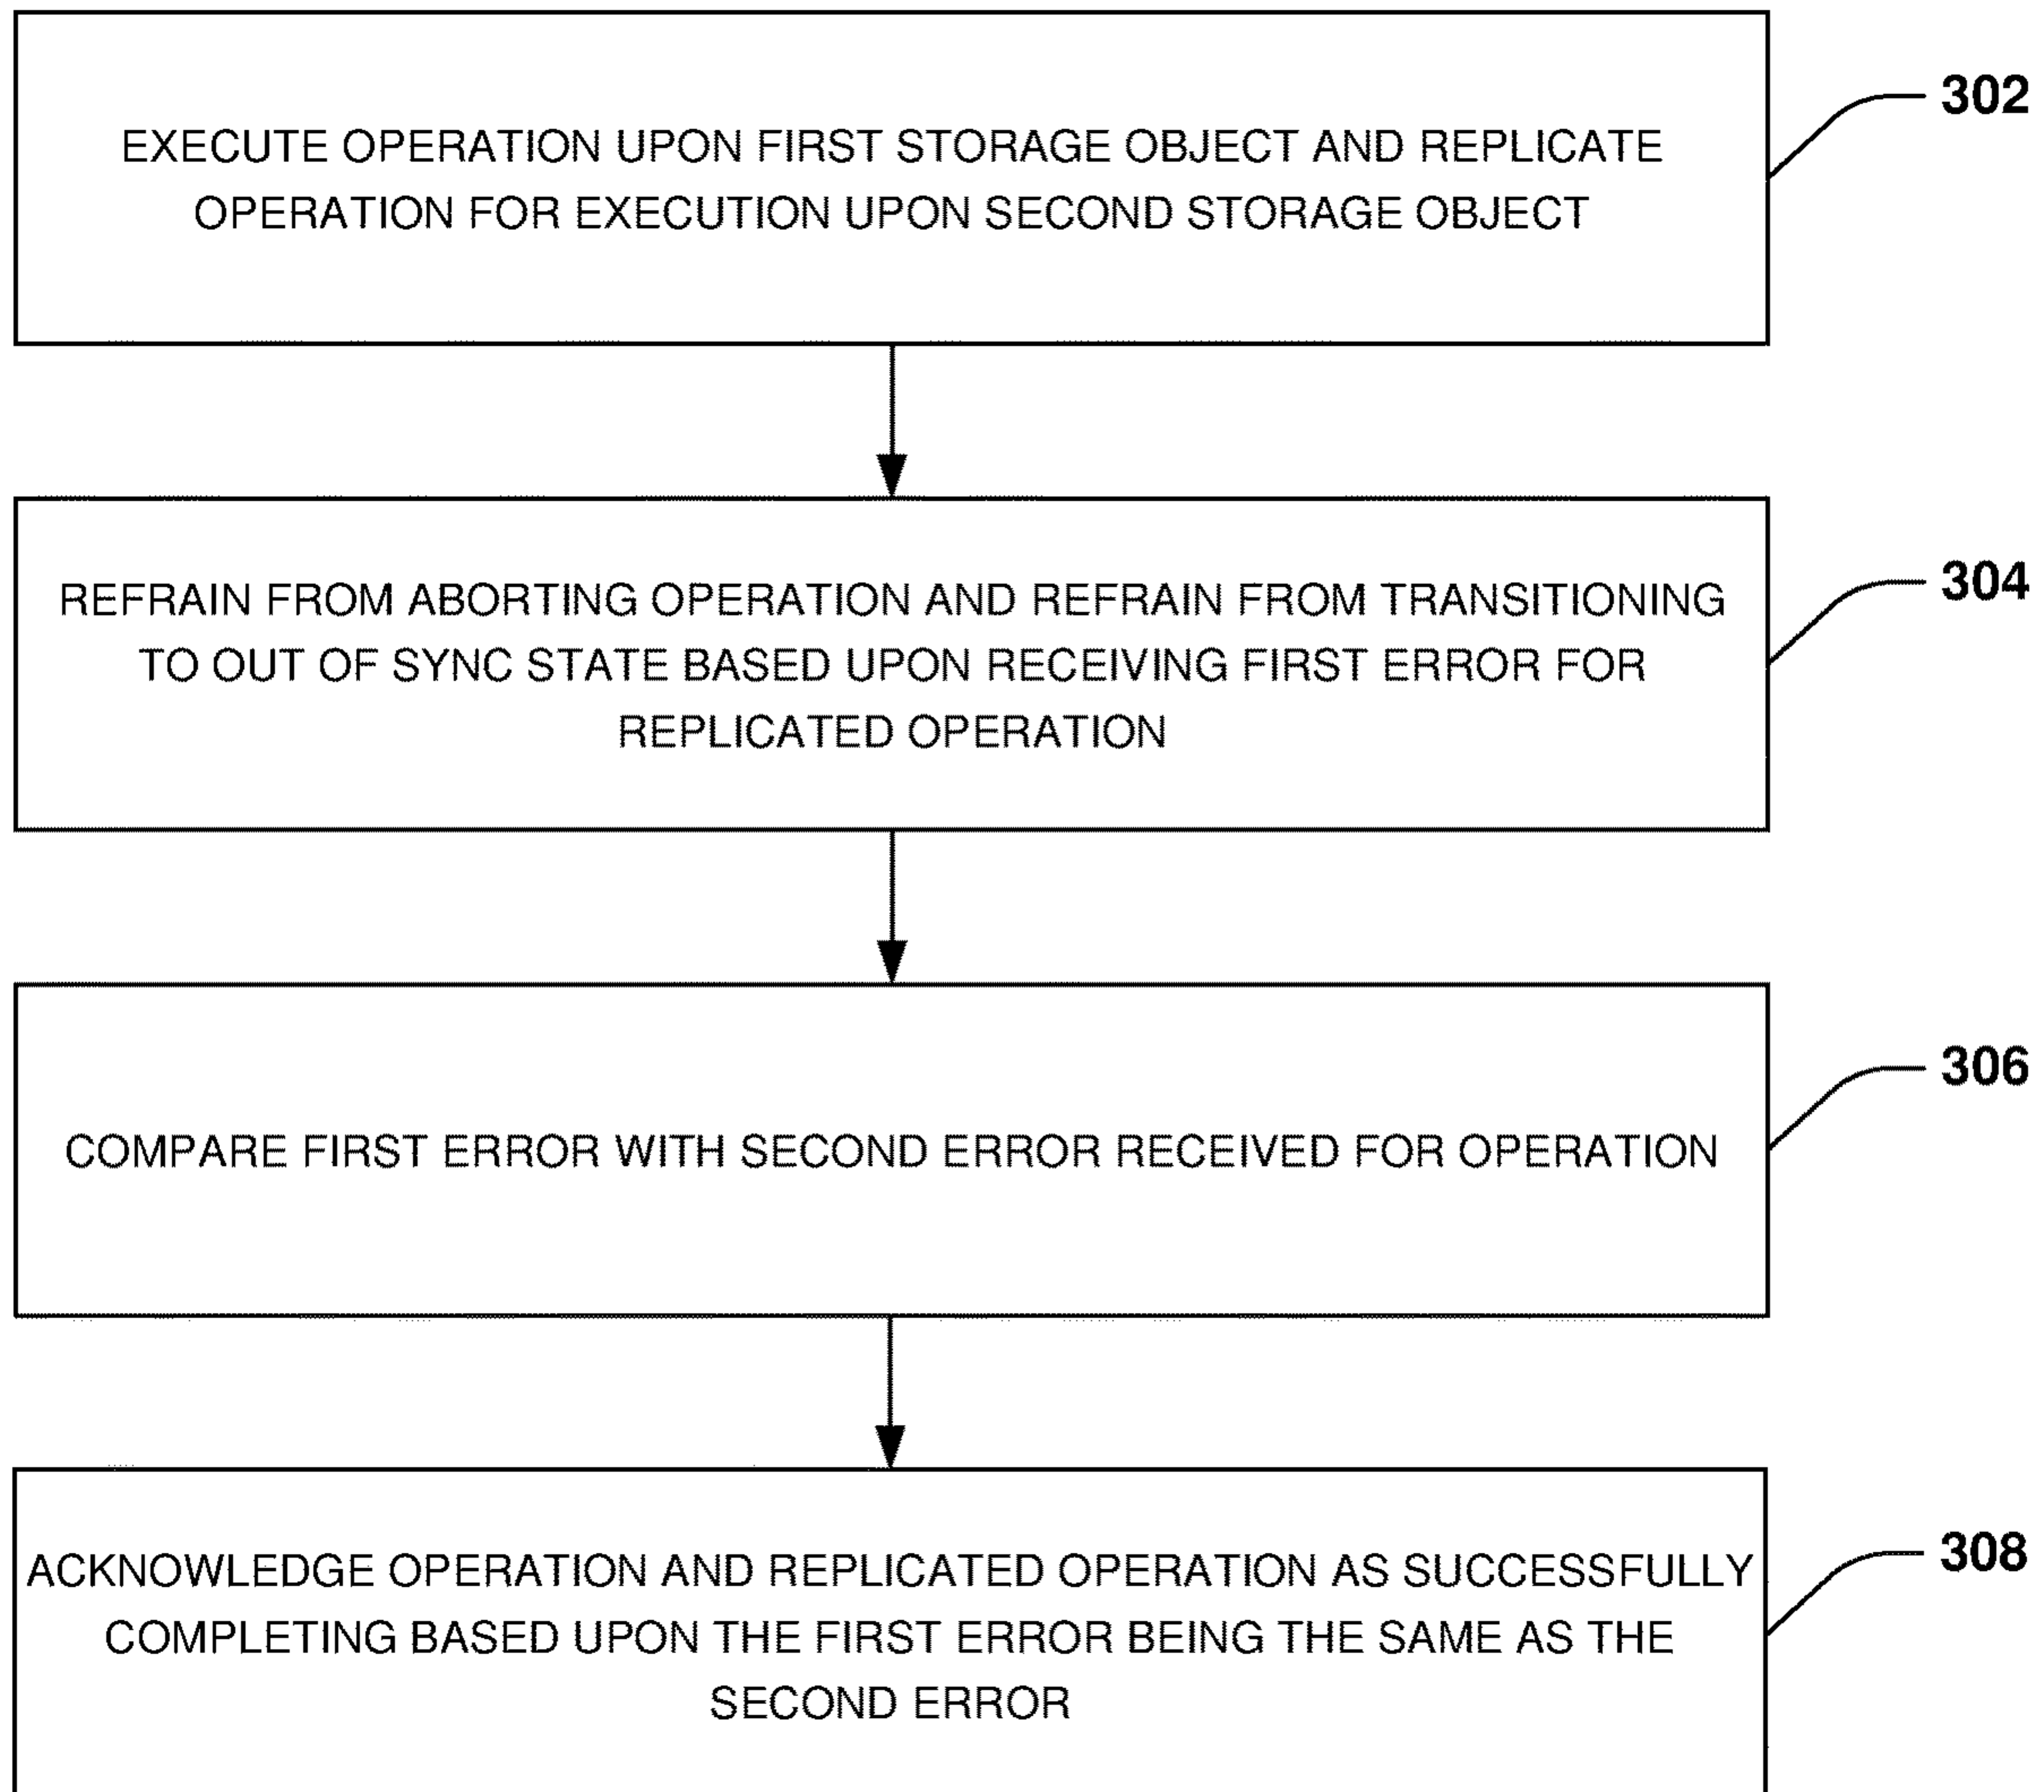 EXECUTE OPERATION UPON FIRST STORAGE OBJECT AND REPLICATE
OPERATION FOR EXECUTION UPON SECOND STORAGE OBJECT
302
REFRAIN FROM ABORTING OPERATION AND REFRAIN FROM TRANSITIONING
TO OUT OF SYNC STATE BASED UPON RECEIVING FIRST ERROR FOR
REPLICATED OPERATION
304
COMPARE FIRST ERROR WITH SECOND ERROR RECEIVED FOR OPERATION
306
ACKNOWLEDGE OPERATION AND REPLICATED OPERATION AS SUCCESSFULLY
COMPLETING BASED UPON THE FIRST ERROR BEING THE SAME AS THE
SECOND ERROR
308